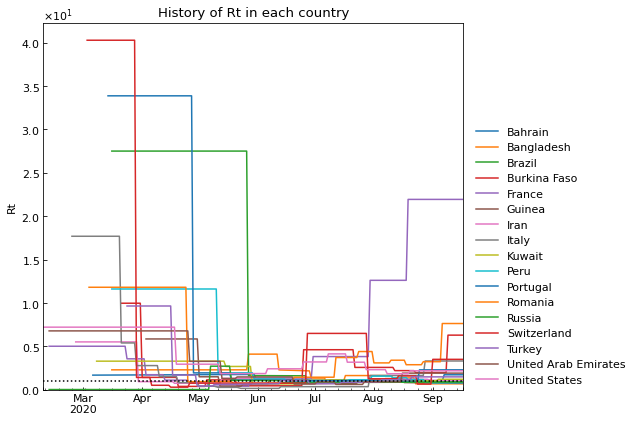 History of Rt in each country
×10¹
4.0
3.5
3.0
2.5
2.0
1.5
1.0
0.5
0.0
Rt
Mar
2020
Apr
May
Jun
Jul
Aug
Sep
Bahrain
Bangladesh
Brazil
Burkina Faso
France
Guinea
Iran
Italy
Kuwait
Peru
Portugal
Romania
Russia
Switzerland
Turkey
United Arab Emirates
United States